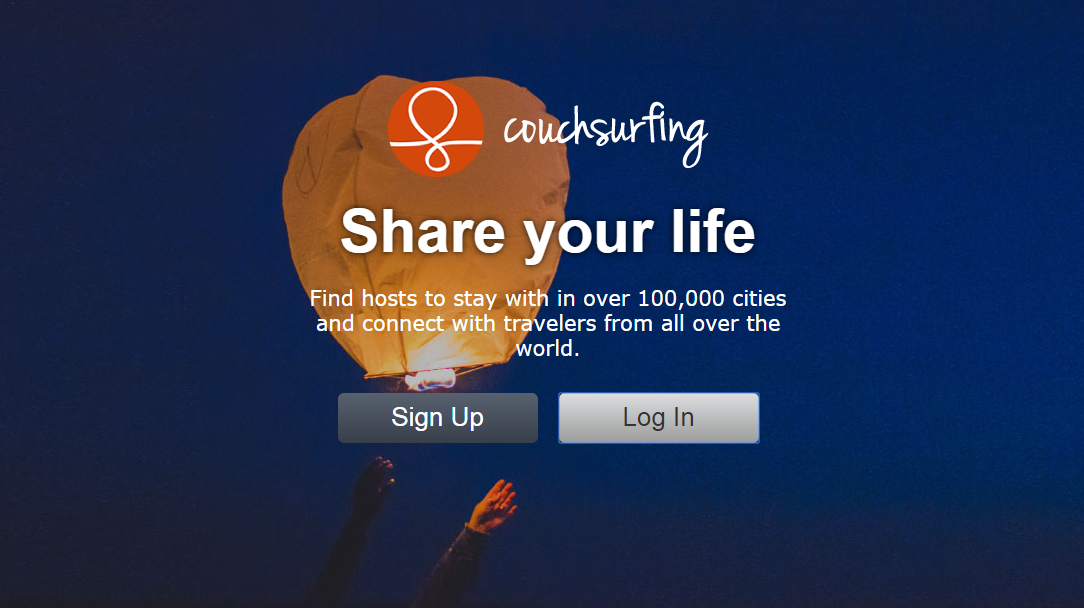 couchsurfing
Share your life
Find hosts to stay with in over 100,000 cities
and connect with travelers from all over the
world.
Sign Up
Log In